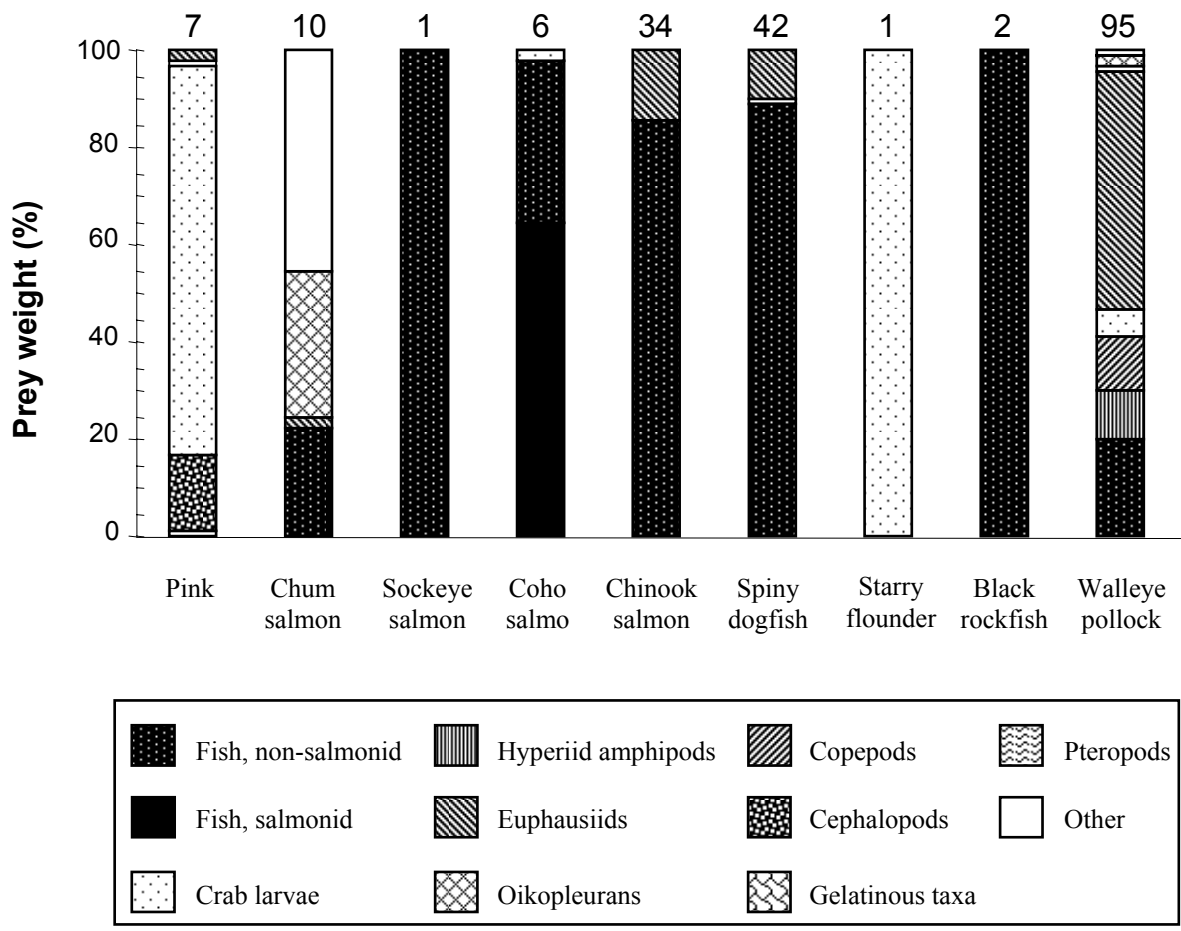 7 10 1 6 34 42 1 2 95
100
80
60
40
20
0
Prey weight (%)
Pink Chum Sockeye Coho Chinook Spiny Starry Black Walleye
salmon salmon salmo salmon dogfish flounder rockfish pollock
Fish, non-salmonid Hyperiid amphipods Copepods Pteropods
Fish, salmonid Euphausiids Cephalopods Other
Crab larvae Oikopleurans Gelatinous taxa